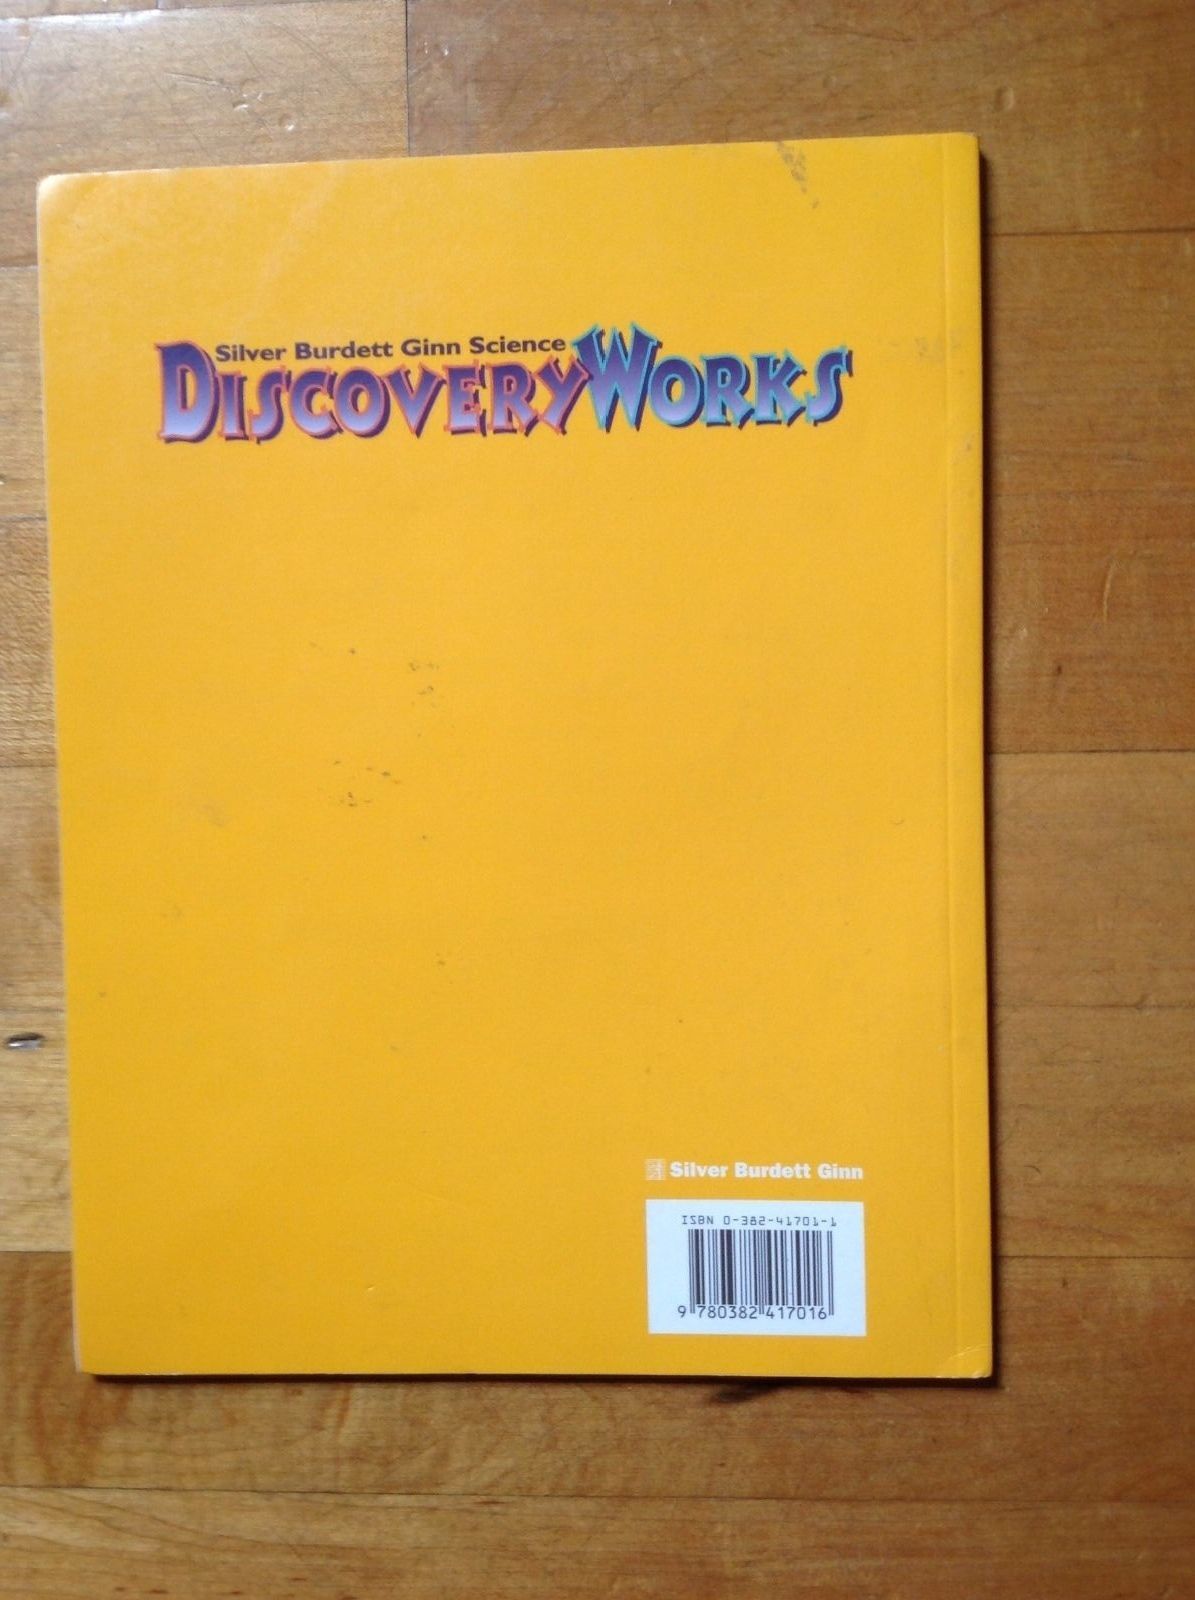 Silver Burdett Ginn Science
DISCOVERYWORKS
Silver Burdett Ginn
ISBN 0-382-41701-1
9 780382 417016